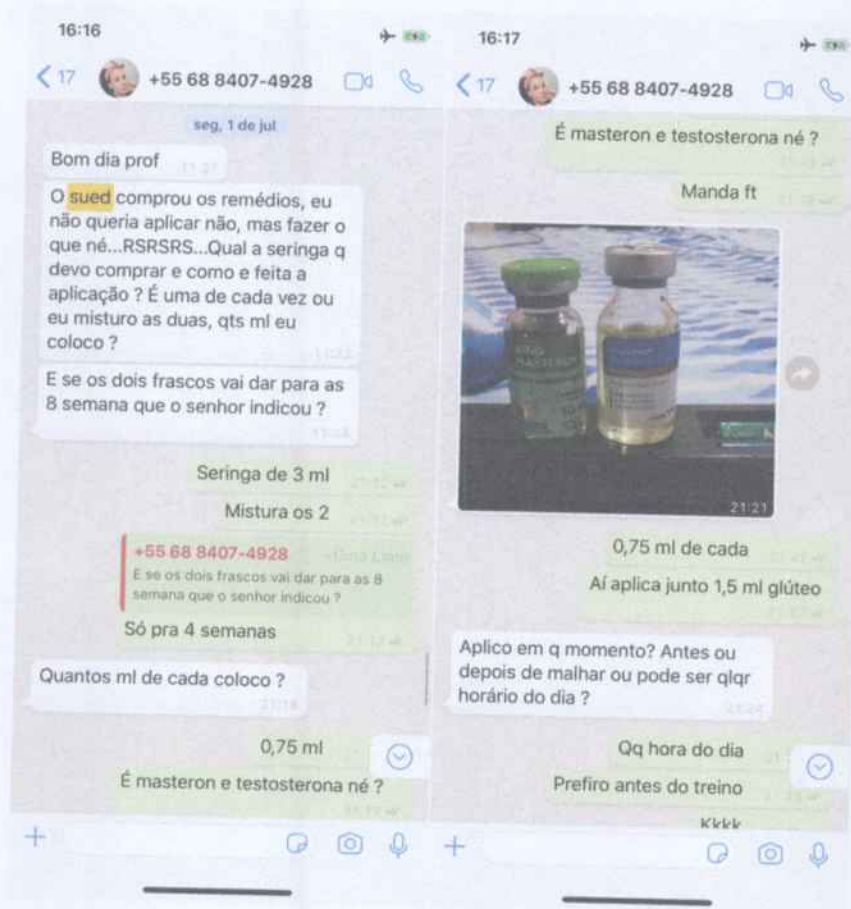 16:16
17
+55 68 8407-4928
seg, 1 de jul
Bom dia prof
O sued comprou os remédios, eu
não queria aplicar não, mas fazer o
que né...RSRSRS...Qual a seringa q
devo comprar e como e feita a
aplicação ? É uma de cada vez ou
eu misturo as duas, qts ml eu
coloco ?
E se os dois frascos vai dar para as
8 semana que o senhor indicou ?
Seringa de 3 ml
Mistura os 2
+55 68 8407-4928
E se os dois frascos vai dar para as 8
semana que o senhor indicou ?
Só pra 4 semanas
Quantos ml de cada coloco ?
0,75 ml
É masteron e testosterona né ?
16:17
17
+55 68 8407-4928
É masteron e testosterona né ?
Manda ft
MASTERON
21:21
0,75 ml de cada
Aí aplica junto 1,5 ml glúteo
Aplico em q momento? Antes ou
depois de malhar ou pode ser qlqr
horário do dia ?
21:24
Qq hora do dia
Prefiro antes do treino
Kkkk